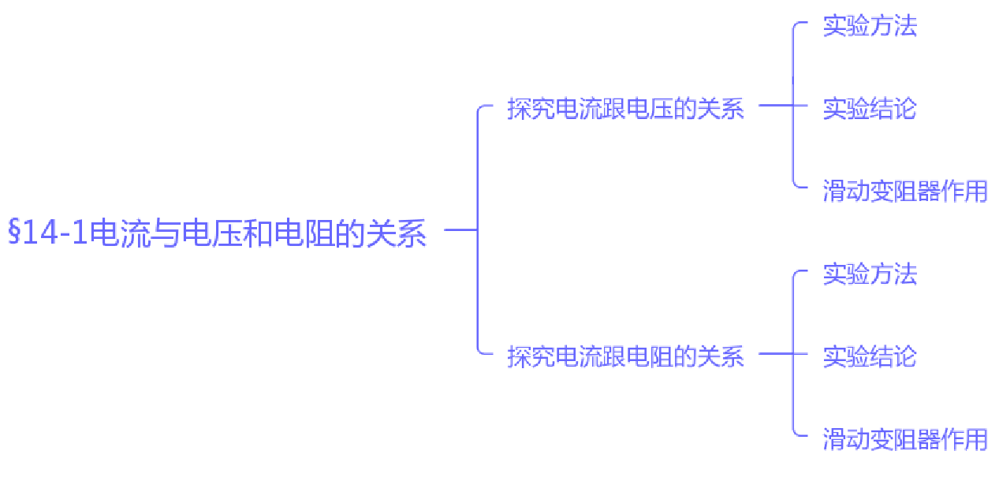 §14-1电流与电压和电阻的关系
探究电流跟电压的关系
实验方法
实验结论
滑动变阻器作用
探究电流跟电阻的关系
实验方法
实验结论
滑动变阻器作用